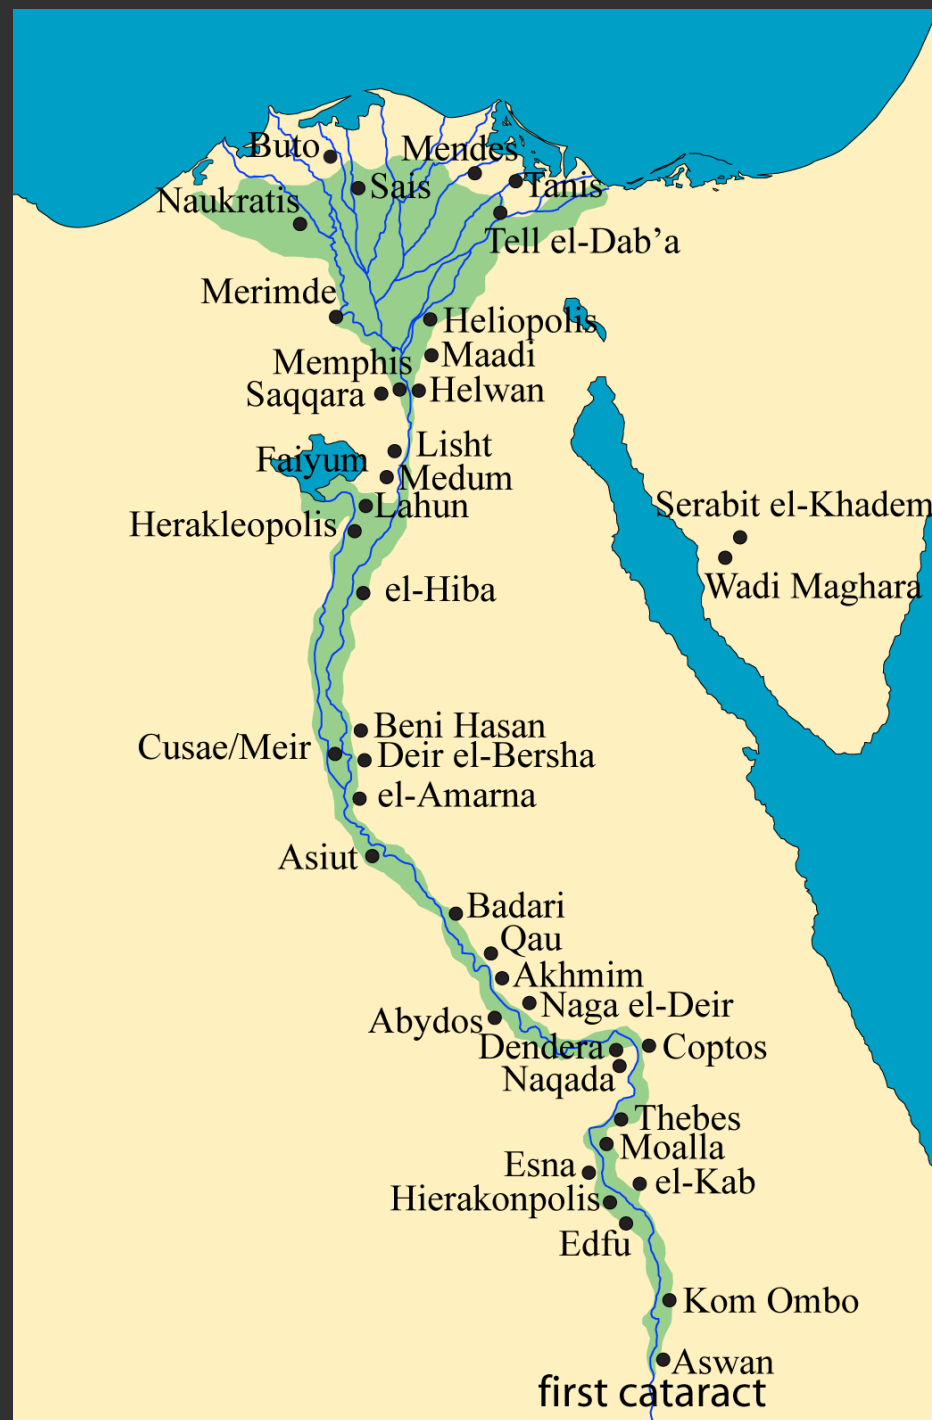 Buto
Mendes
Sais
Tanis
Naukratis
Tell el-Dab’a
Merimde
Heliopolis
Maadi
Memphis
Saqqara
Helwan
Lisht
Faiyum
Medum
Serabit el-Khadem
Lahun
Herakleopolis
Wadi Maghara
el-Hiba
Beni Hasan
Cusae/Meir
Deir el-Bersha
el-Amarna
Asiut
Badari
Qau
Akhmim
Naga el-Deir
Abydos
Dendera
Coptos
Naqada
Thebes
Moalla
Esna
el-Kab
Hierakonpolis
Edfu
Kom Ombo
Aswan
first cataract